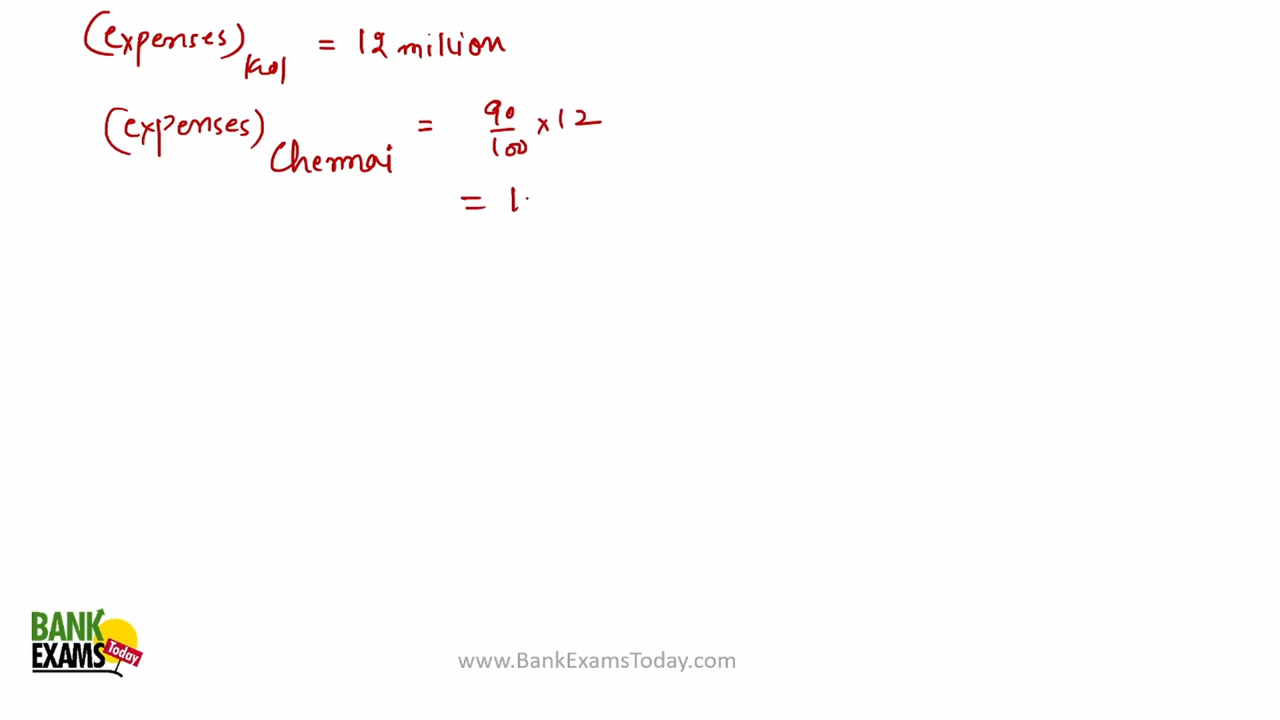 (expenses)Kol = 12 million
(expenses)Chennai = 90/100 × 12
= 1.
BANK
EXAMS Today
www.BankExamsToday.com